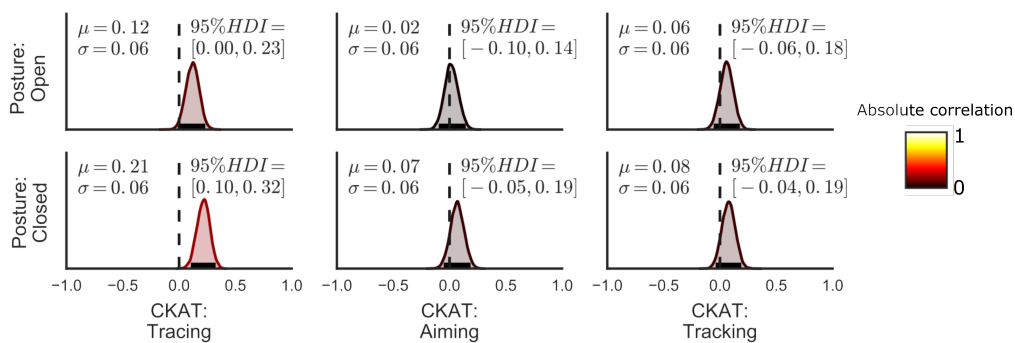 μ = 0.12 95%HDI =
σ = 0.06 [0.00, 0.23]
μ = 0.02 95%HDI =
σ = 0.06 [−0.10, 0.14]
μ = 0.06 95%HDI =
σ = 0.06 [−0.06, 0.18]
Posture:
Open
μ = 0.21 95%HDI =
σ = 0.06 [0.10, 0.32]
μ = 0.07 95%HDI =
σ = 0.06 [−0.05, 0.19]
μ = 0.08 95%HDI =
σ = 0.06 [−0.04, 0.19]
Posture:
Closed
−1.0 −0.5 0.0 0.5 1.0
−1.0 −0.5 0.0 0.5 1.0
−1.0 −0.5 0.0 0.5 1.0
CKAT:
Tracing
CKAT:
Aiming
CKAT:
Tracking
Absolute correlation
1
0